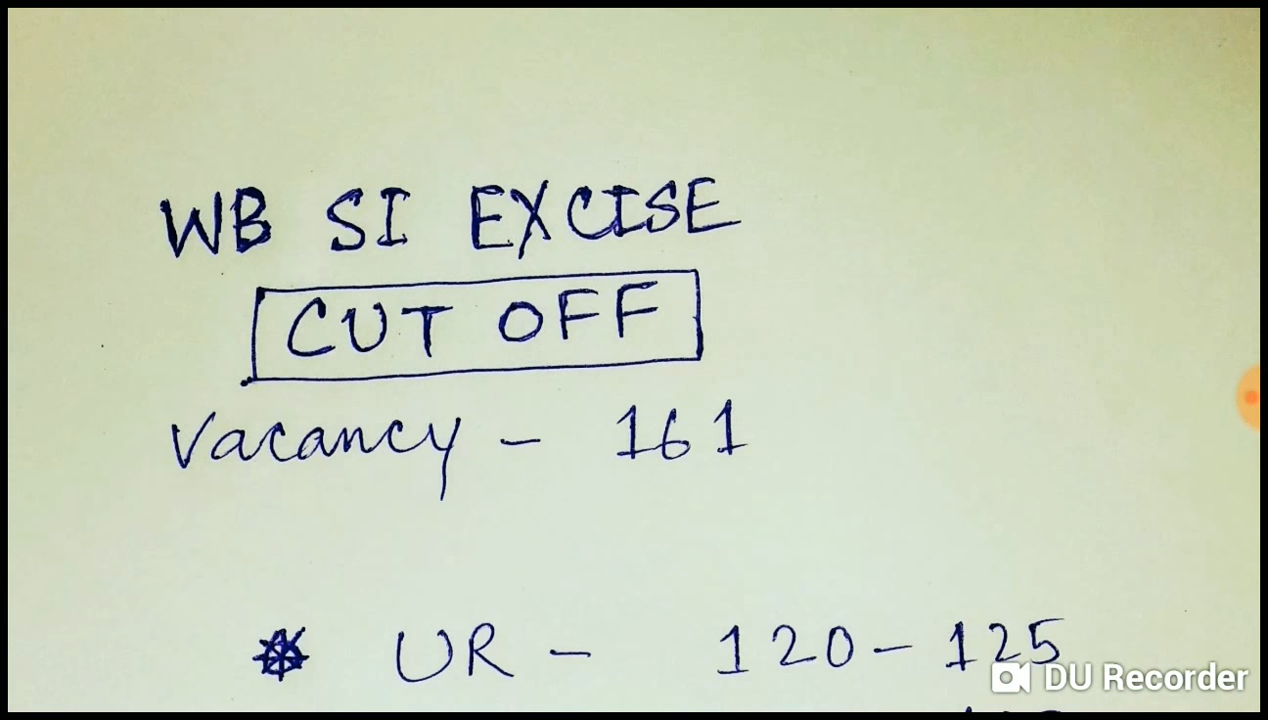 WB SI EXCISE
CUT OFF
Vacancy - 161
* UR - 120-125
DU Recorder